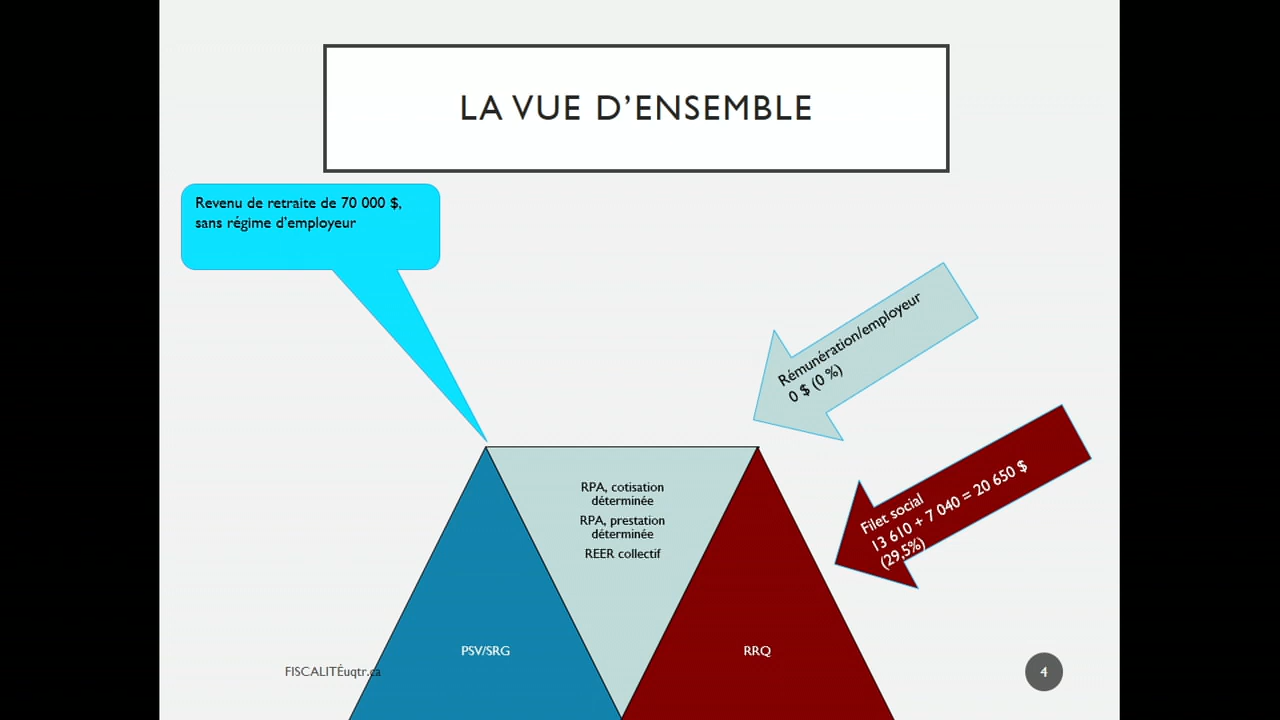 LA VUE D’ENSEMBLE
Revenu de retraite de 70 000 $,
sans régime d’employeur
Rémunération/employeur
0 $ (0 %)
Filet social
13 610 + 7 040 = 20 650 $
(29,5%)
RPA, cotisation
déterminée
RPA, prestation
déterminée
REER collectif
PSV/SRG
RRQ
FISCALITÉuqtr.ca
4